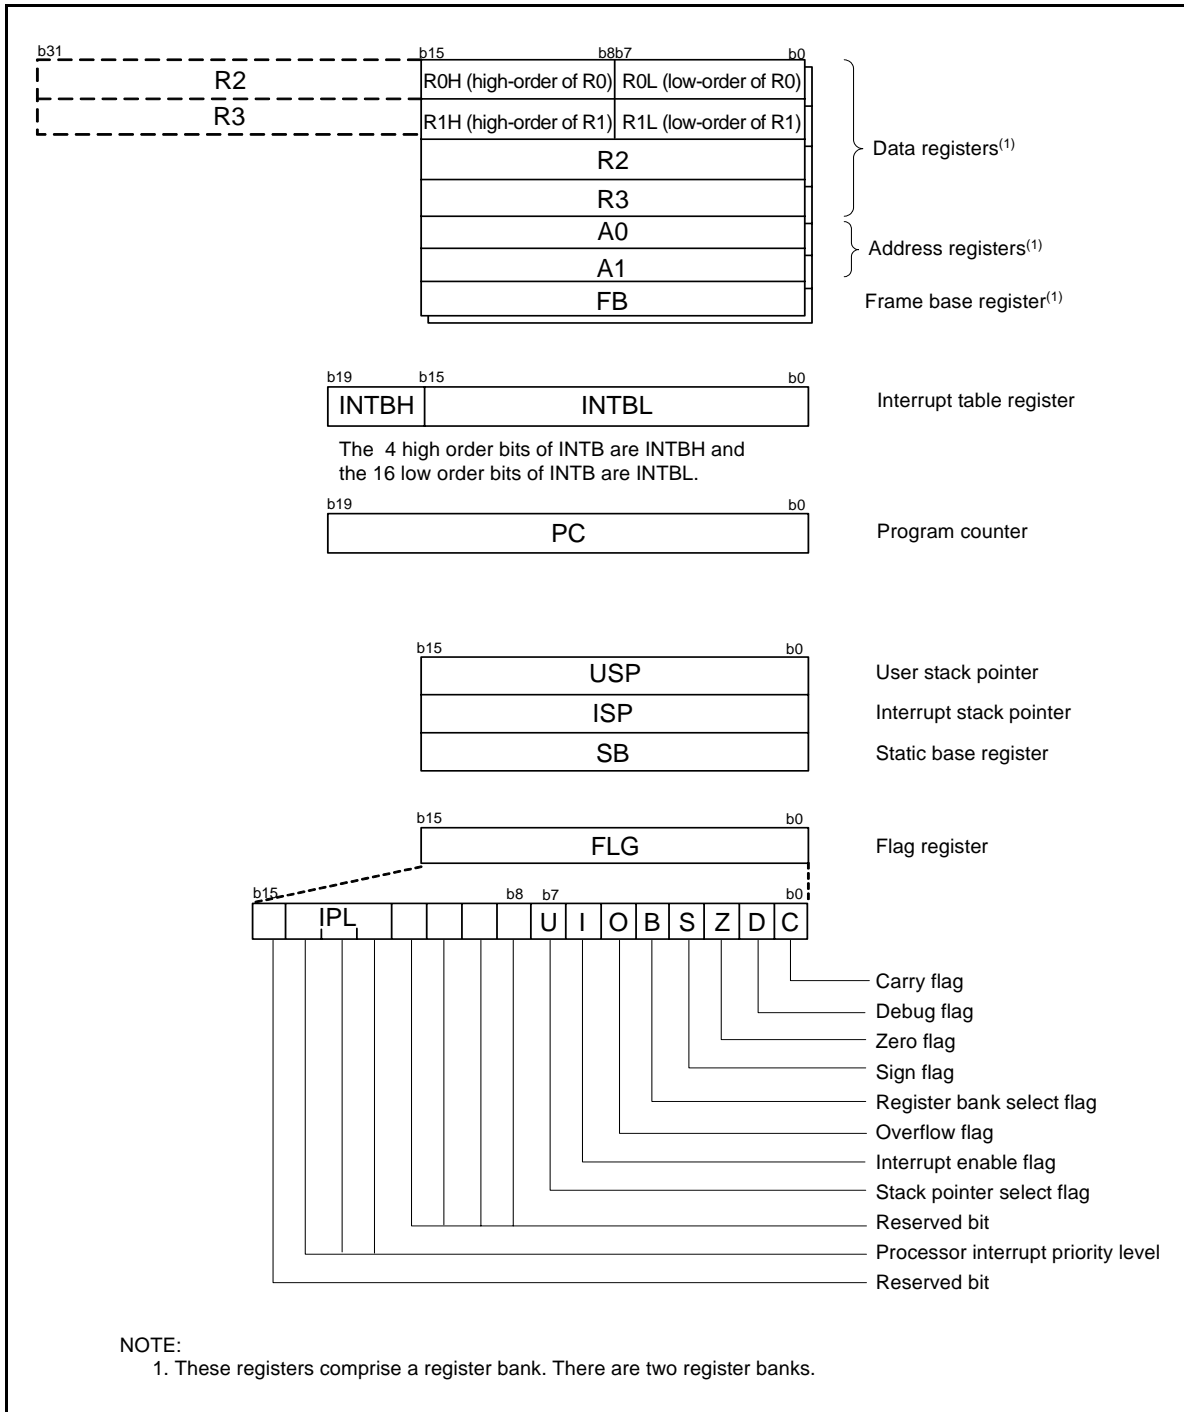 b31 b15 b8b7 b0
R2 R0H (high-order of R0) R0L (low-order of R0)
R3 R1H (high-order of R1) R1L (low-order of R1)
Data registers(1)
R2
R3
A0
Address registers(1)
A1
FB Frame base register(1)
b19 b15 b0
INTBH INTBL Interrupt table register
The 4 high order bits of INTB are INTBH and
the 16 low order bits of INTB are INTBL.
b19 b0
PC Program counter
b15 b0
USP User stack pointer
ISP Interrupt stack pointer
SB Static base register
b15 b0
FLG Flag register
b15 b8 b7 b0
IPL U I O B S Z D C
Carry flag
Debug flag
Zero flag
Sign flag
Register bank select flag
Overflow flag
Interrupt enable flag
Stack pointer select flag
Reserved bit
Processor interrupt priority level
Reserved bit
NOTE:
1. These registers comprise a register bank. There are two register banks.